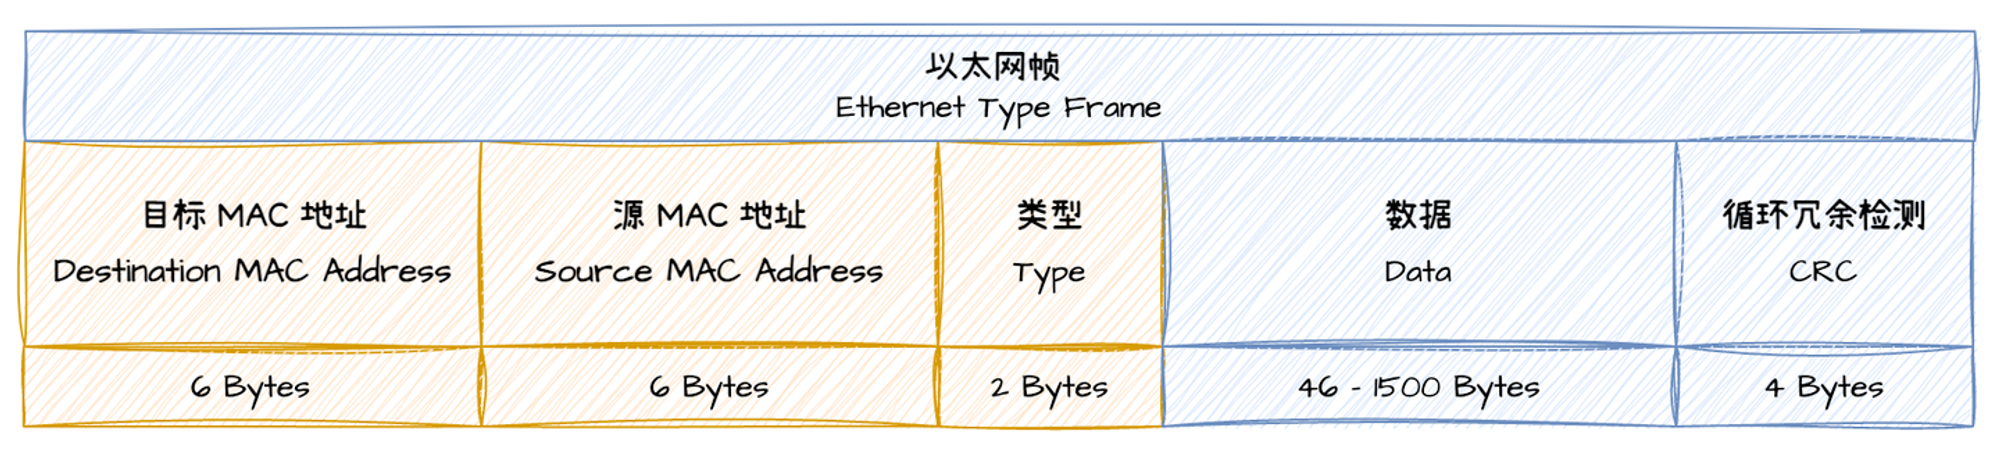 以太网帧
Ethernet Type Frame
目标 MAC 地址
Destination MAC Address
源 MAC 地址
Source MAC Address
类型
Type
数据
Data
循环冗余检测
CRC
6 Bytes
6 Bytes
2 Bytes
46 - 1500 Bytes
4 Bytes